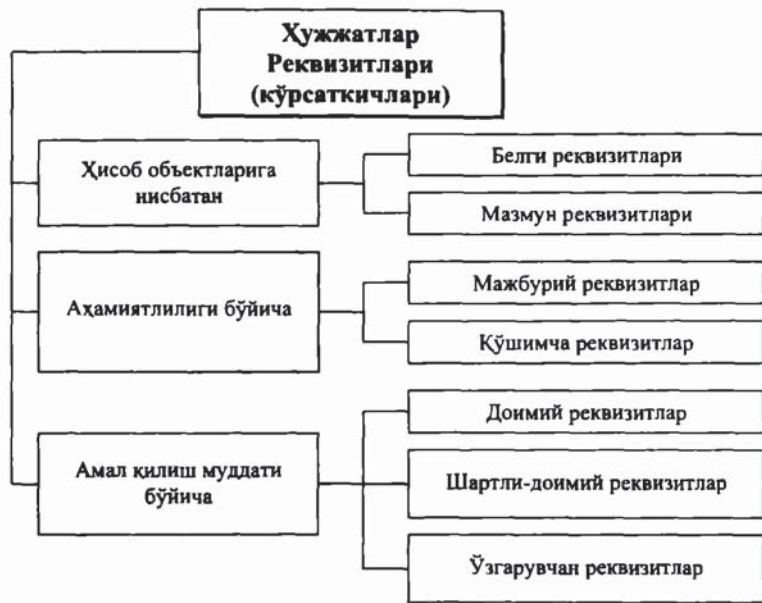 Ҳужжатлар
Реквизитлари
(кўрсаткичлари)
Ҳисоб объектларига
нисбатан
Белги реквизитлари
Мазмун реквизитлари
Аҳамиятлилиги бўйича
Мажбурий реквизитлар
Қўшимча реквизитлар
Амал қилиш муддати
бўйича
Доимий реквизитлар
Шартли-доимий реквизитлар
Ўзгарувчан реквизитлар